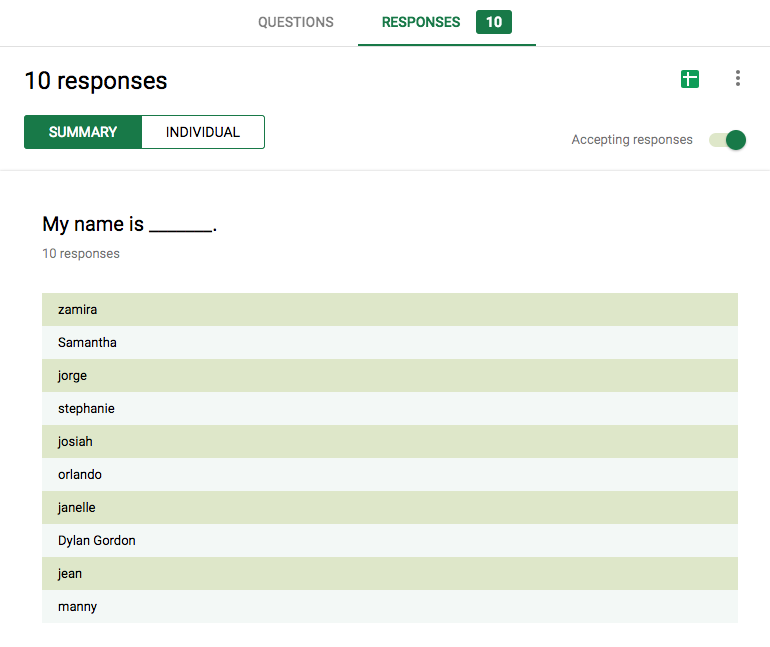 QUESTIONS RESPONSES 10
10 responses
SUMMARY INDIVIDUAL
Accepting responses
My name is _______.
10 responses
zamira
Samantha
jorge
stephanie
josiah
orlando
janelle
Dylan Gordon
jean
manny